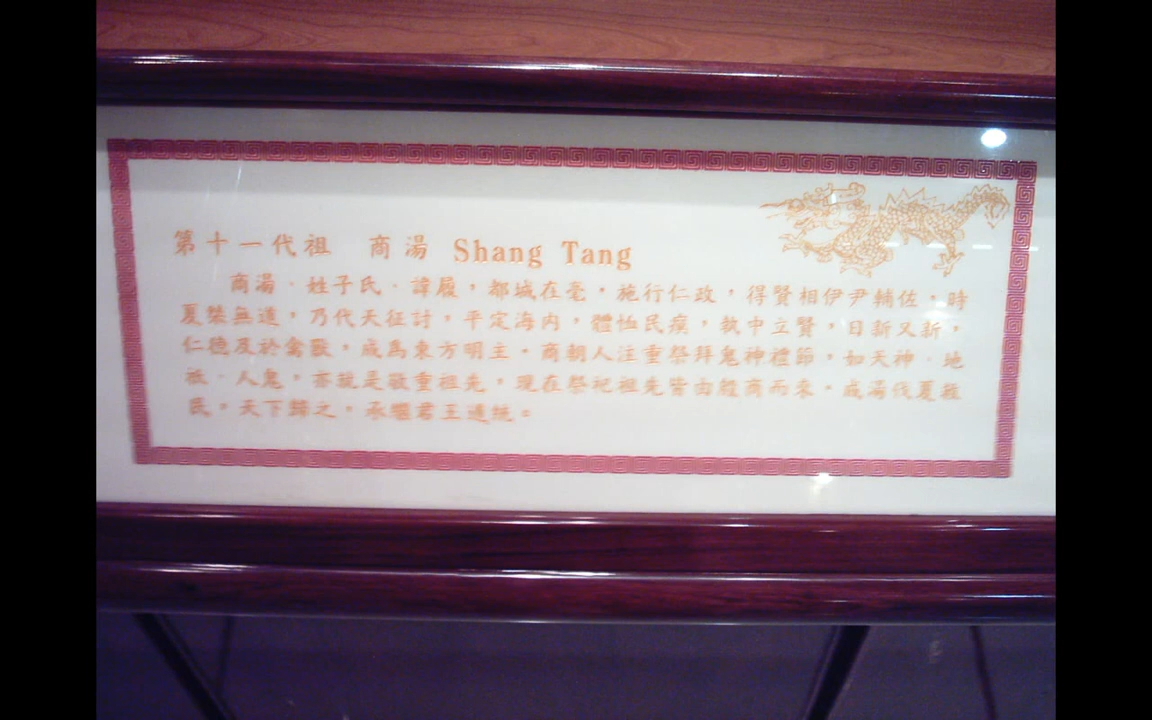 第十一代祖 商湯 Shang Tang
商湯、姓子氏、諱履，都城在亳，施行仁政，得賢相伊尹輔佐，時
夏桀無道，乃代天征討，平定海內，體恤民瘼，執中立賢，日新又新，
仁德及於禽獸，成為東方明主。商朝人注重祭拜鬼神禮節，如天神、地
祇、人鬼，亦就是敬重祖先，現在祭祀祖先皆由殷商而來。成湯伐夏救
民，天下歸之，承繼君王道統。